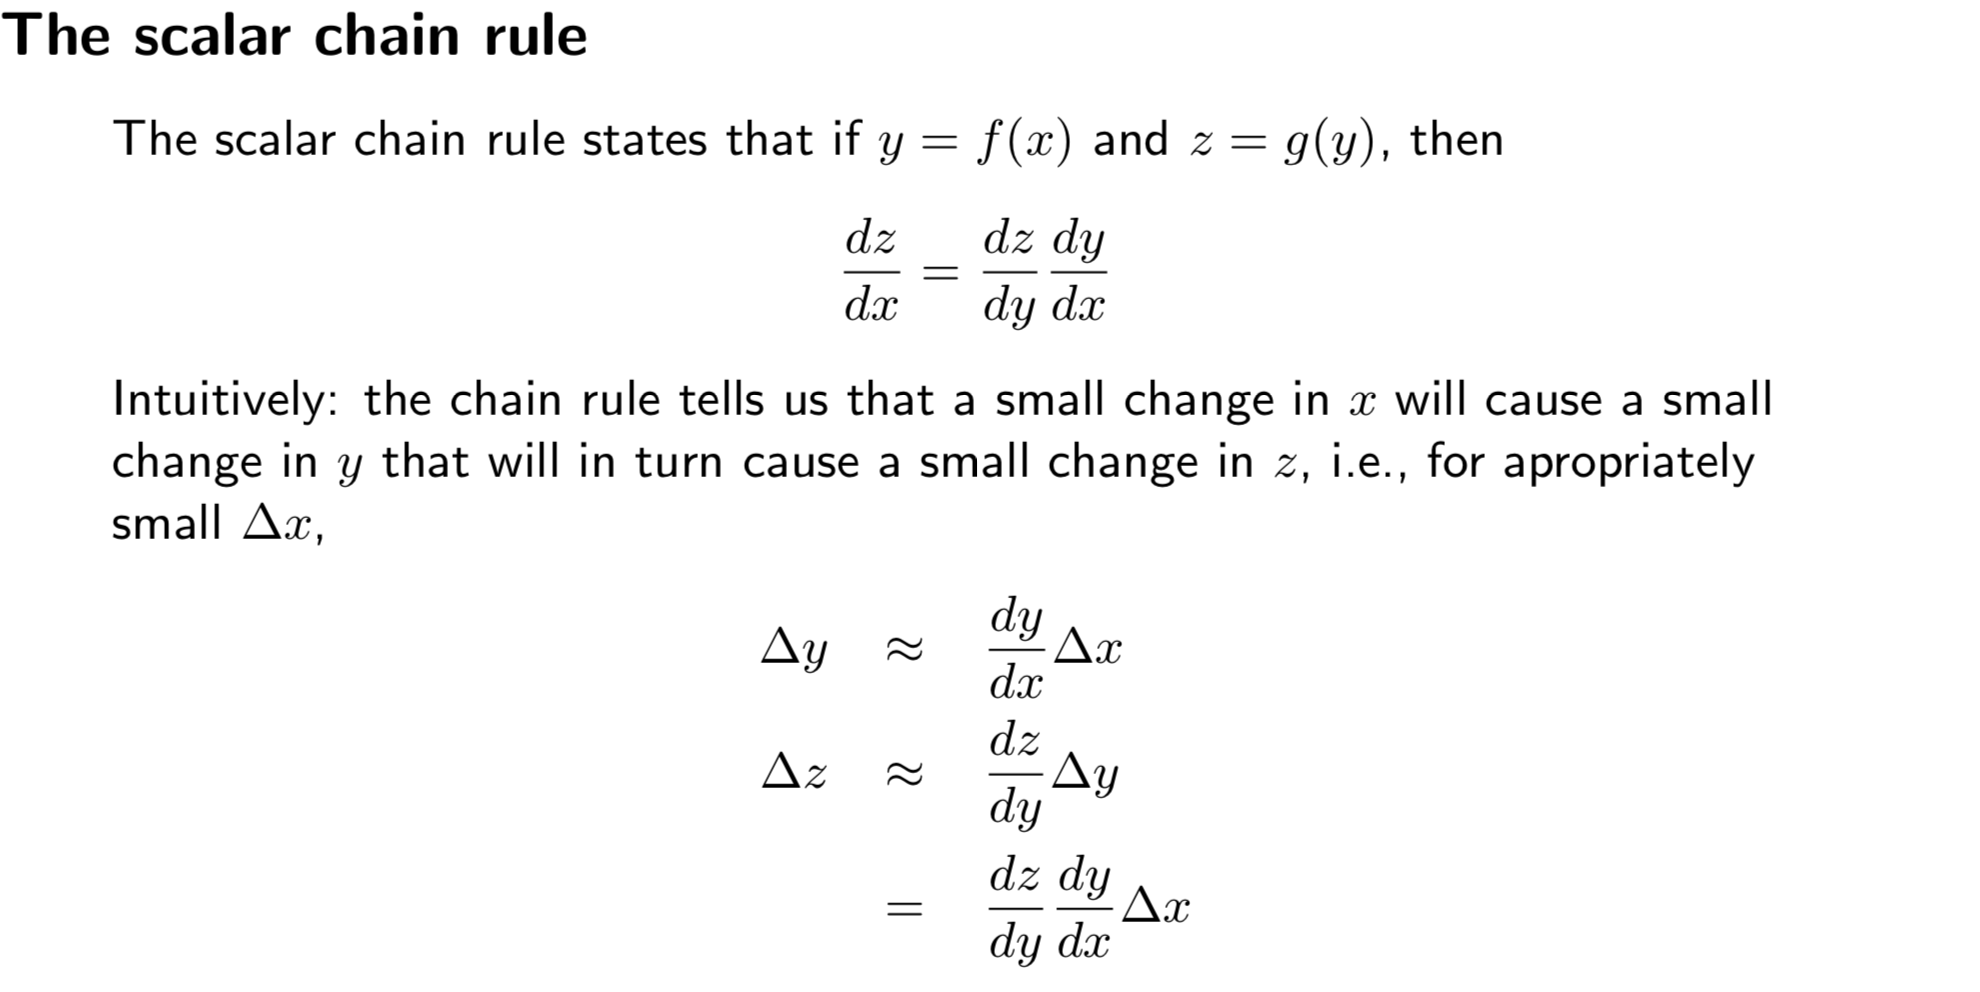 The scalar chain rule
The scalar chain rule states that if y = f(x) and z = g(y), then
dz/dx = dz/dy dy/dx
Intuitively: the chain rule tells us that a small change in x will cause a small
change in y that will in turn cause a small change in z, i.e., for apropriately
small Δx,
Δy ≈ dy/dx Δx
Δz ≈ dz/dy Δy
= dz/dy dy/dx Δx